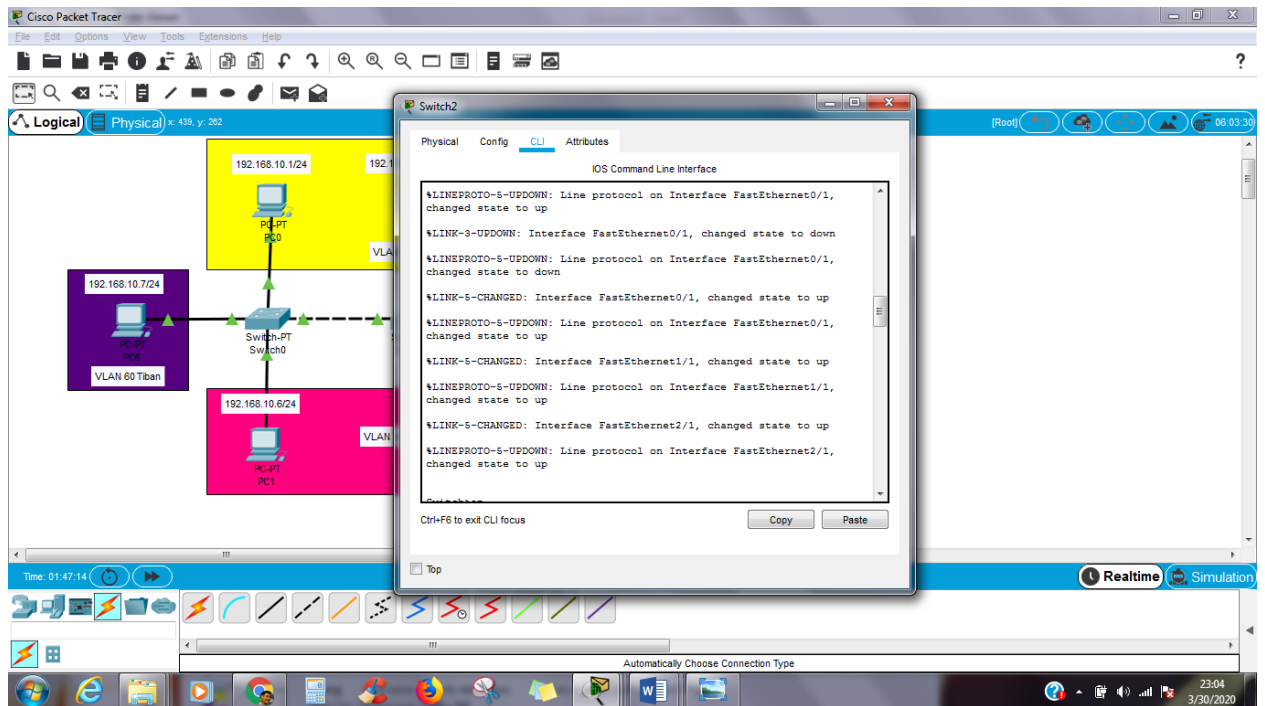 Cisco Packet Tracer
File Edit Options View Tools Extensions Help
?
Logical Physical x: 439, y: 262
[Root] 06:03:30
192.168.10.1/24
192.1
PC-PT
PC0
VLA
192.168.10.7/24
PC-PT
PC6
VLAN 60 Tiban
Switch-PT
Switch0
192.168.10.6/24
VLAN
PC-PT
PC1
Switch2
Physical Config CLI Attributes
IOS Command Line Interface
%LINEPROTO-5-UPDOWN: Line protocol on Interface FastEthernet0/1,
changed state to up
%LINK-3-UPDOWN: Interface FastEthernet0/1, changed state to down
%LINEPROTO-5-UPDOWN: Line protocol on Interface FastEthernet0/1,
changed state to down
%LINK-5-CHANGED: Interface FastEthernet0/1, changed state to up
%LINEPROTO-5-UPDOWN: Line protocol on Interface FastEthernet0/1,
changed state to up
%LINK-5-CHANGED: Interface FastEthernet1/1, changed state to up
%LINEPROTO-5-UPDOWN: Line protocol on Interface FastEthernet1/1,
changed state to up
%LINK-5-CHANGED: Interface FastEthernet2/1, changed state to up
%LINEPROTO-5-UPDOWN: Line protocol on Interface FastEthernet2/1,
changed state to up
Ctrl+F6 to exit CLI focus
Copy Paste
Top
Time: 01:47:14
Realtime Simulation
Automatically Choose Connection Type
23:04
3/30/2020